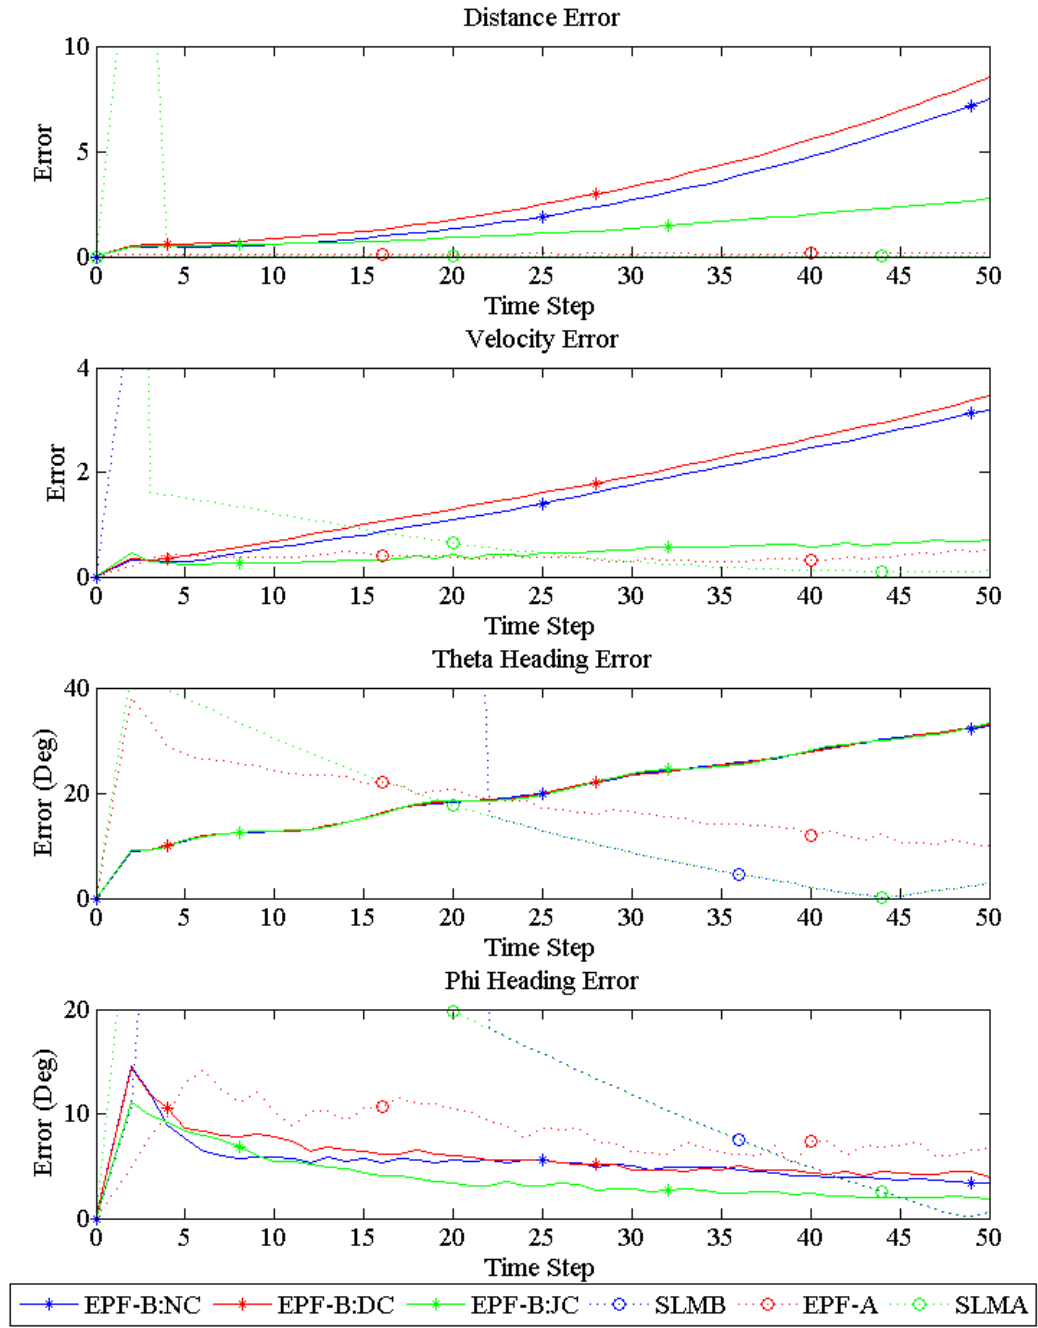 Distance Error
10
5
0
Error
0 5 10 15 20 25 30 35 40 45 50
Time Step
Velocity Error
4
2
0
Error
0 5 10 15 20 25 30 35 40 45 50
Time Step
Theta Heading Error
40
20
0
Error (Deg)
0 5 10 15 20 25 30 35 40 45 50
Time Step
Phi Heading Error
20
10
0
Error (Deg)
0 5 10 15 20 25 30 35 40 45 50
Time Step
EPF-B:NC EPF-B:DC EPF-B:JC SLMB EPF-A SLMA